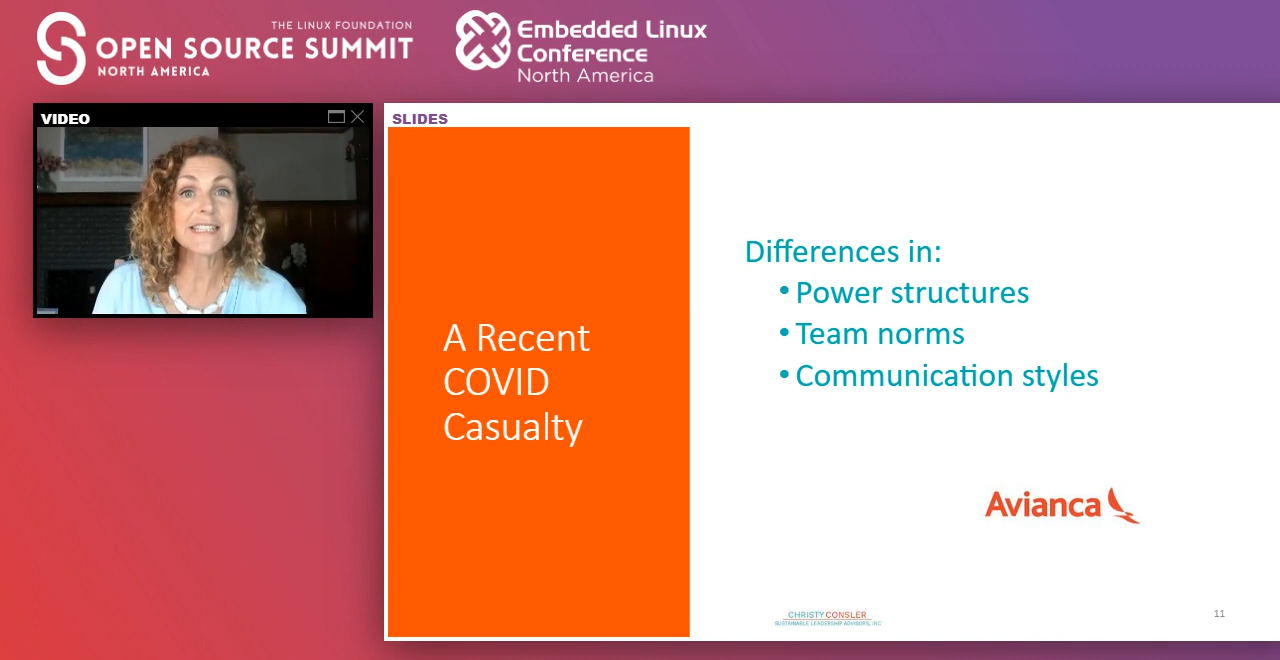 THE LINUX FOUNDATION
OPEN SOURCE SUMMIT
NORTH AMERICA
Embedded Linux
Conference
North America
VIDEO
SLIDES
A Recent
COVID
Casualty
Differences in:
• Power structures
• Team norms
• Communication styles
Avianca
CHRISTY CONSLER
SUSTAINABLE LEADERSHIP ADVISORS, INC
11